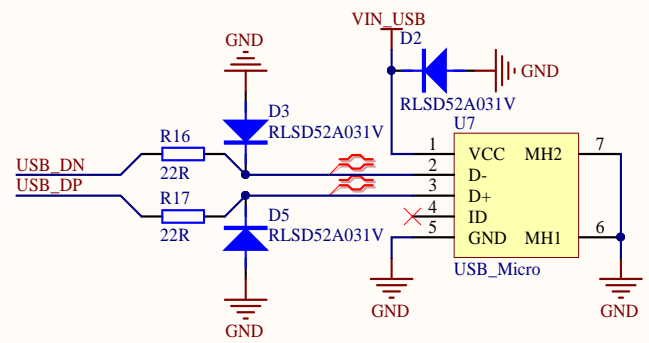 VIN_USB
GND
D2
GND
D3
RLSD52A031V
RLSD52A031V
U7
R16
1
VCC
MH2
7
USB_DN
22R
2
D-
USB_DP
R17
3
D+
4
ID
22R
D5
RLSD52A031V
5
GND
MH1
6
USB_Micro
GND
GND
GND